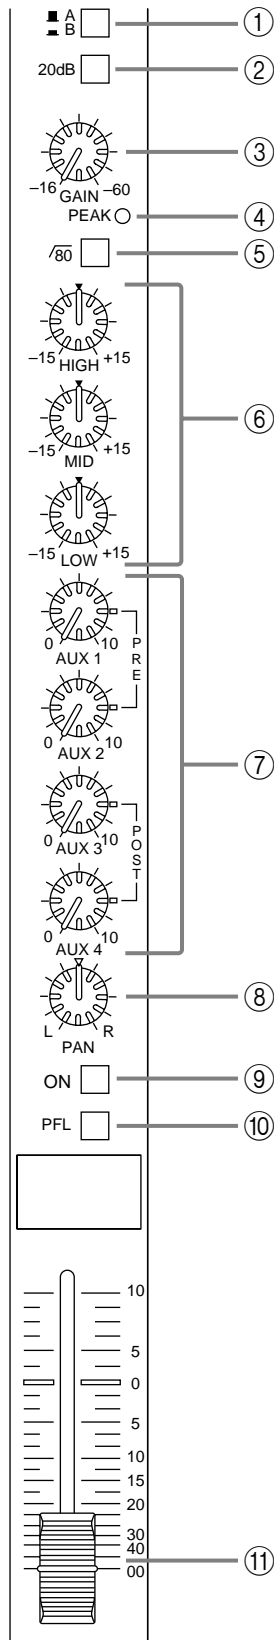 A ①
B
20dB ②
③
–16 –60
GAIN
PEAK ④
/80 ⑤
–15 +15
HIGH
⑥
–15 +15
MID
–15 +15
LOW
0 10
AUX 1
PRE
0 10
AUX 2
⑦
0 10
AUX 3
POST
0 10
AUX 4
⑧
L R
PAN
ON ⑨
PFL ⑩
10
5
0
5
10
15
20
30
40
00
⑪